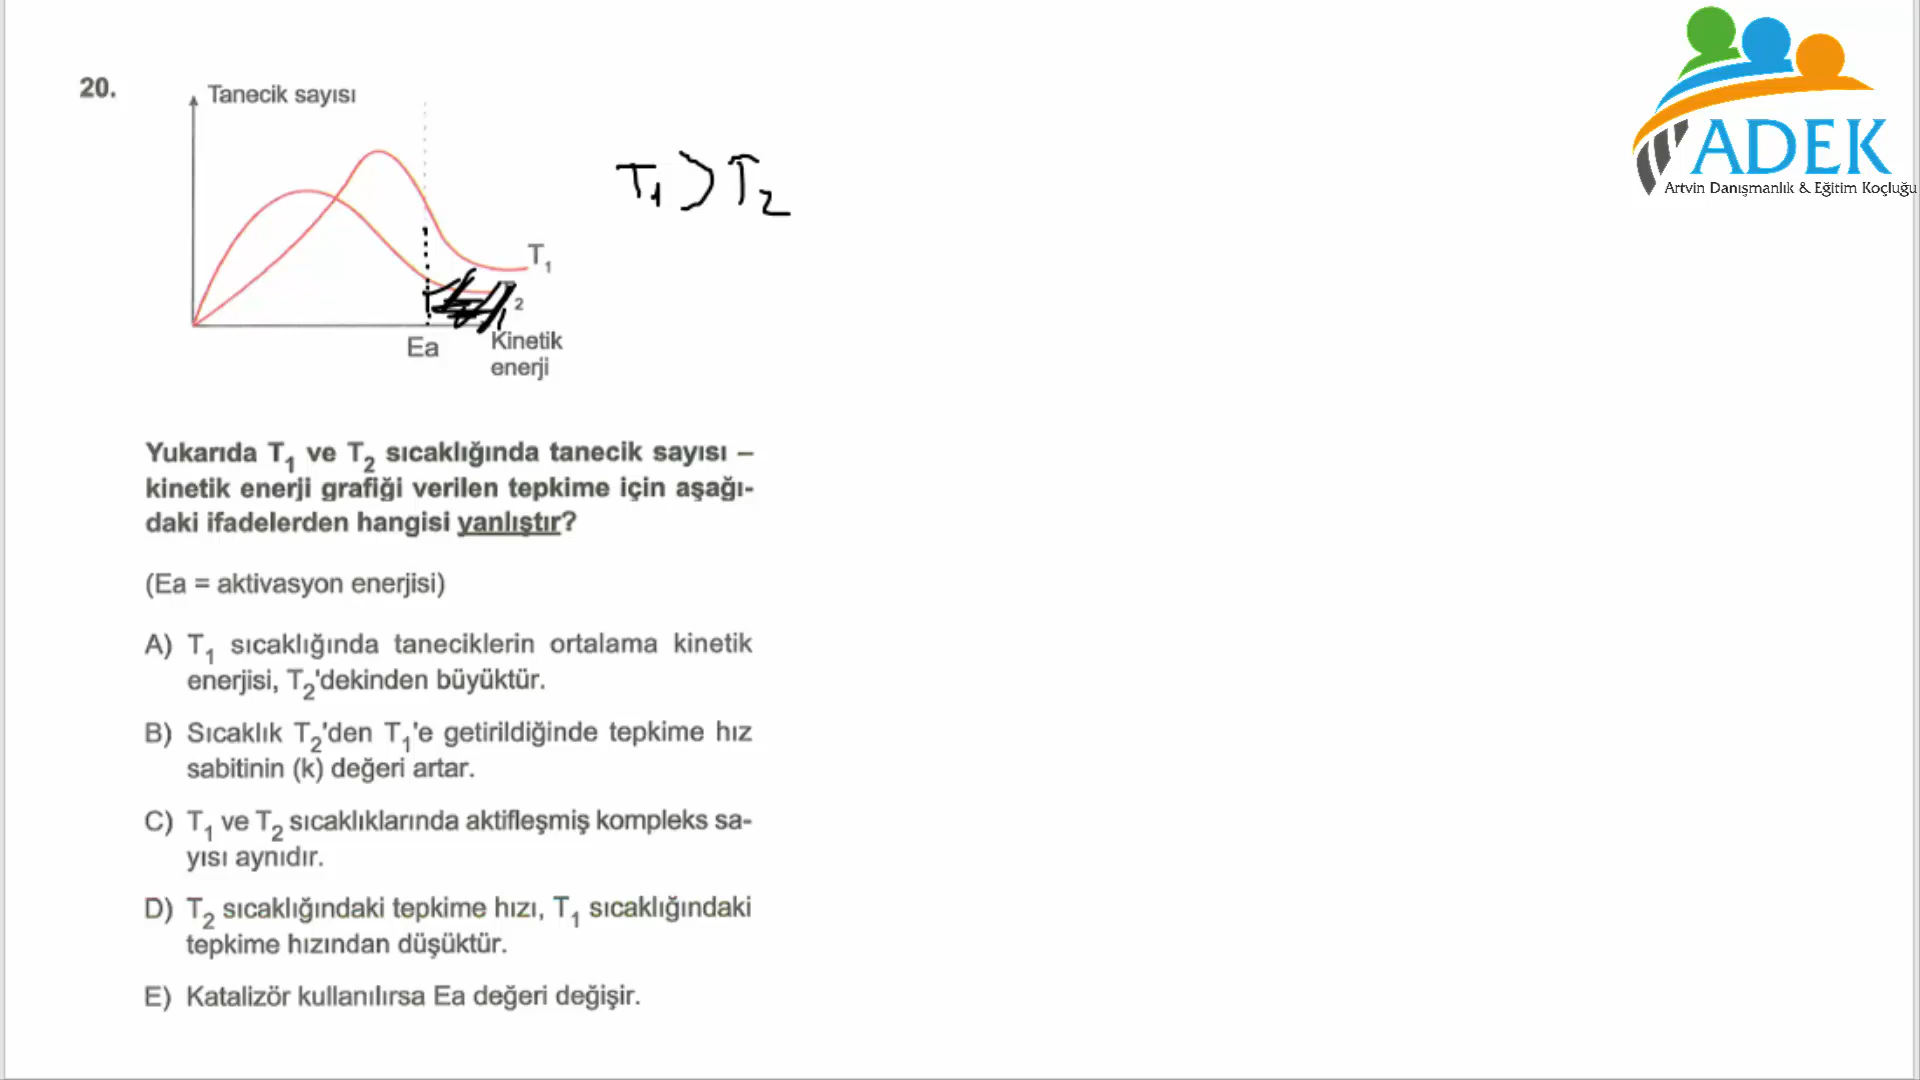 20.
Tanecik sayısı
T1 > T2
T1
2
Ea
Kinetik
enerji
Yukarıda T1 ve T2 sıcaklığında tanecik sayısı –
kinetik enerji grafiği verilen tepkime için aşağı-
daki ifadelerden hangisi yanlıştır?
(Ea = aktivasyon enerjisi)
A) T1 sıcaklığında taneciklerin ortalama kinetik
enerjisi, T2'dekinden büyüktür.
B) Sıcaklık T2'den T1'e getirildiğinde tepkime hız
sabitinin (k) değeri artar.
C) T1 ve T2 sıcaklıklarında aktifleşmiş kompleks sa-
yısı aynıdır.
D) T2 sıcaklığındaki tepkime hızı, T1 sıcaklığındaki
tepkime hızından düşüktür.
E) Katalizör kullanılırsa Ea değeri değişir.
ADEK
Artvin Danışmanlık & Eğitim Koçluğu